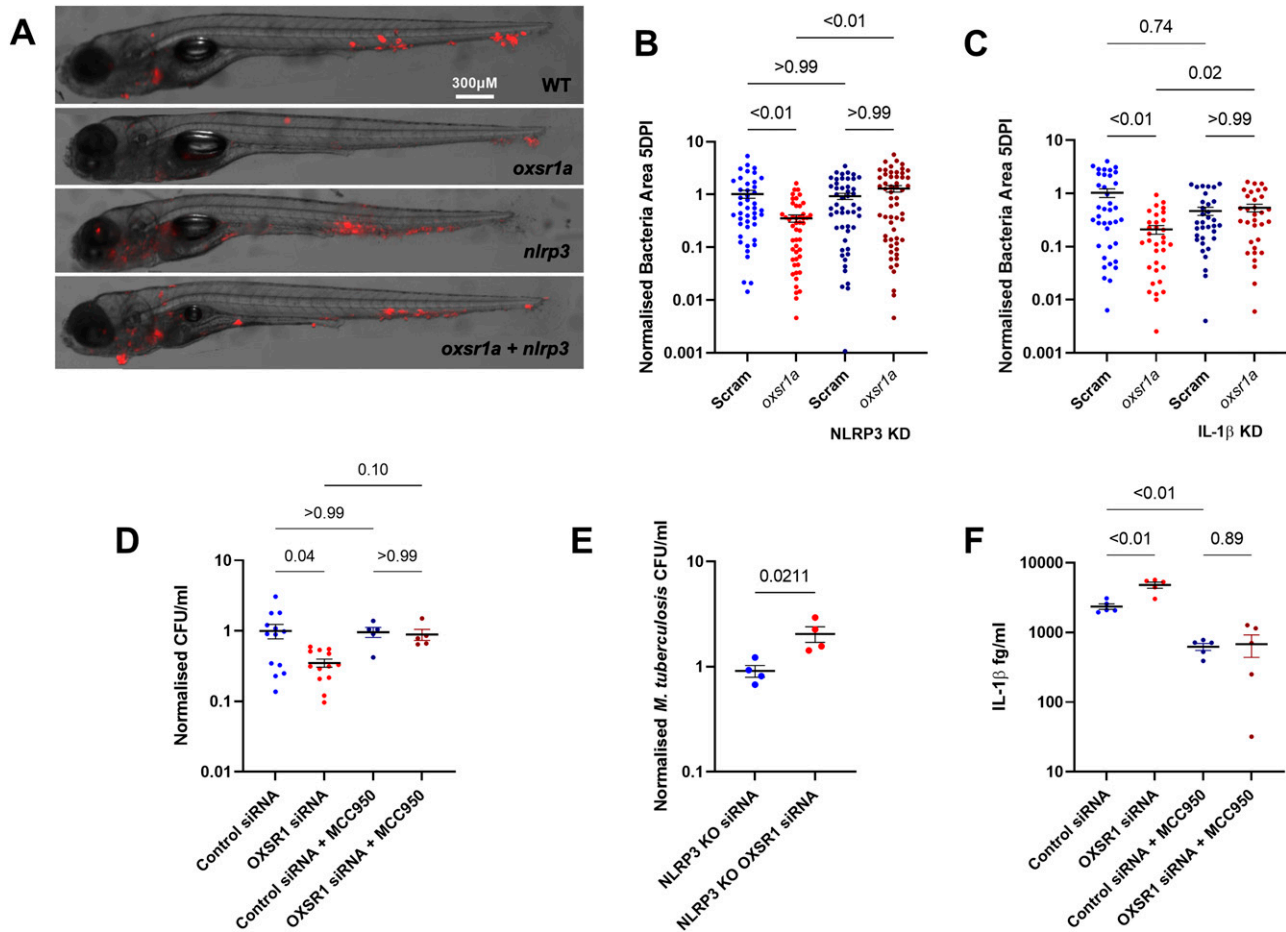 A
WT
300μM
oxsr1a
nlrp3
oxsr1a + nlrp3
B
<0.01
>0.99
<0.01
>0.99
Normalised Bacteria Area 5DPI
10
1
0.1
0.01
0.001
Scram
oxsr1a
Scram
oxsr1a
NLRP3 KD
C
0.74
0.02
<0.01
>0.99
Normalised Bacteria Area 5DPI
10
1
0.1
0.01
0.001
Scram
oxsr1a
Scram
oxsr1a
IL-1β KD
D
0.10
>0.99
0.04
>0.99
Normalised CFU/ml
10
1
0.1
0.01
Control siRNA
OXSR1 siRNA
Control siRNA + MCC950
OXSR1 siRNA + MCC950
E
0.0211
Normalised M. tuberculosis CFU/ml
10
1
0.1
NLRP3 KO siRNA
NLRP3 KO OXSR1 siRNA
F
<0.01
<0.01
0.89
IL-1β fg/ml
10000
1000
100
10
Control siRNA
OXSR1 siRNA
Control siRNA + MCC950
OXSR1 siRNA + MCC950